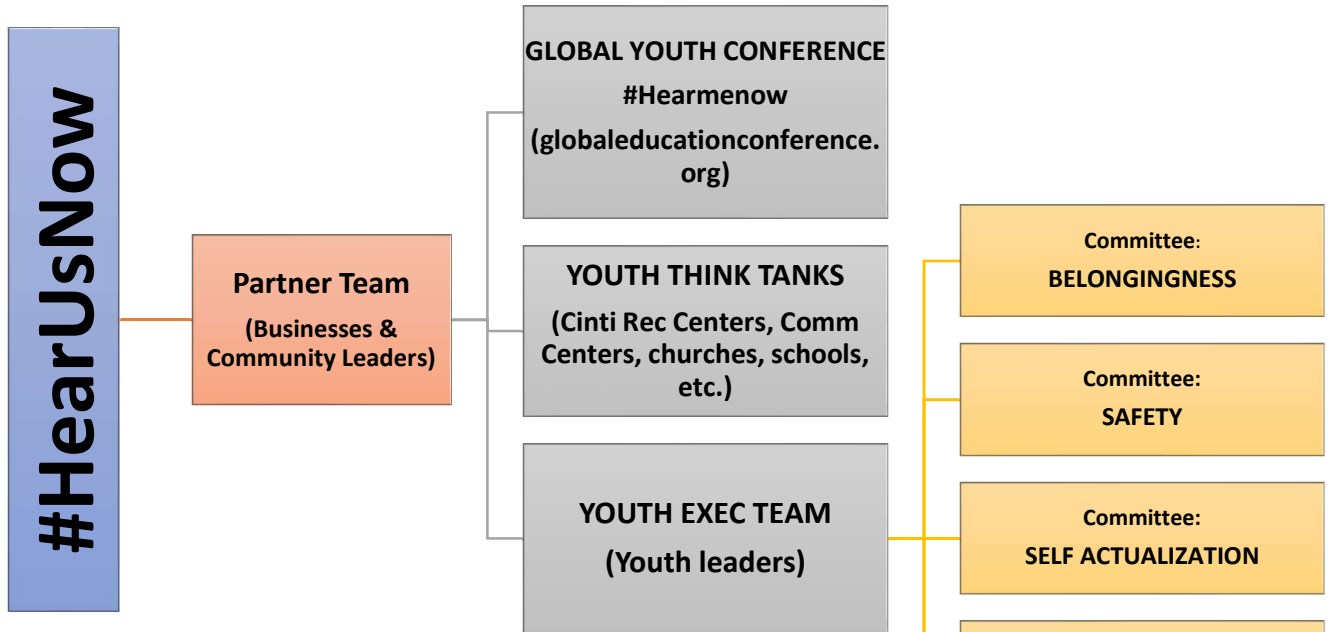 #HearUsNow
Partner Team
(Businesses &
Community Leaders)
GLOBAL YOUTH CONFERENCE
#Hearmenow
(globaleducationconference.
org)
YOUTH THINK TANKS
(Cinti Rec Centers, Comm
Centers, churches, schools,
etc.)
YOUTH EXEC TEAM
(Youth leaders)
Committee:
BELONGINGNESS
Committee:
SAFETY
Committee:
SELF ACTUALIZATION